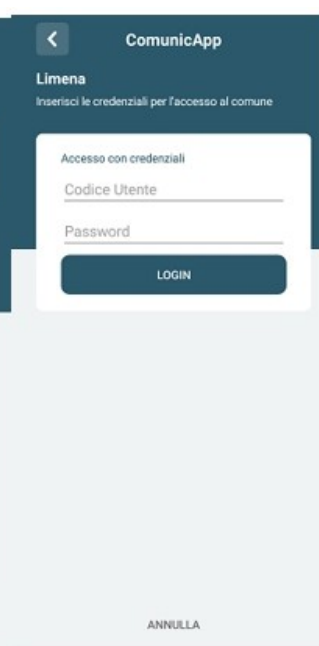 ComunicApp
Limena
Inserisci le credenziali per l'accesso al comune
Accesso con credenziali
Codice Utente
Password
LOGIN
ANNULLA